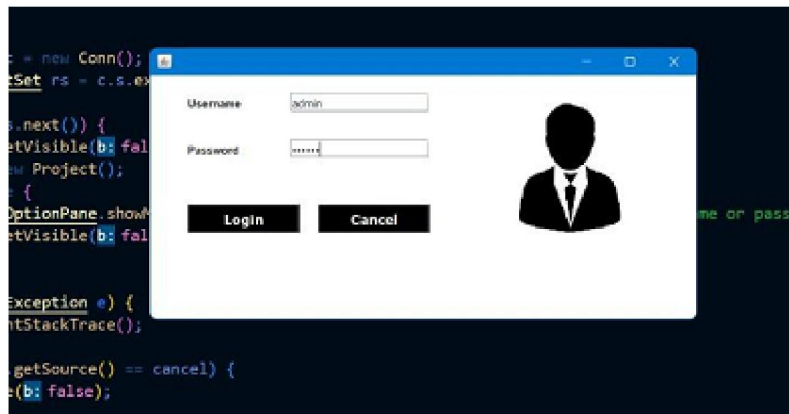 c = new Conn();
tSet rs = c.s.ex
s.next()) {
etVisible(b: fal
ew Project();
e {
OptionPane.showM
etVisible(b: fal
Exception e) {
ntStackTrace();
.getSource() == cancel) {
e(b: false);
Username
admin
Password
Login
Cancel
me or pass